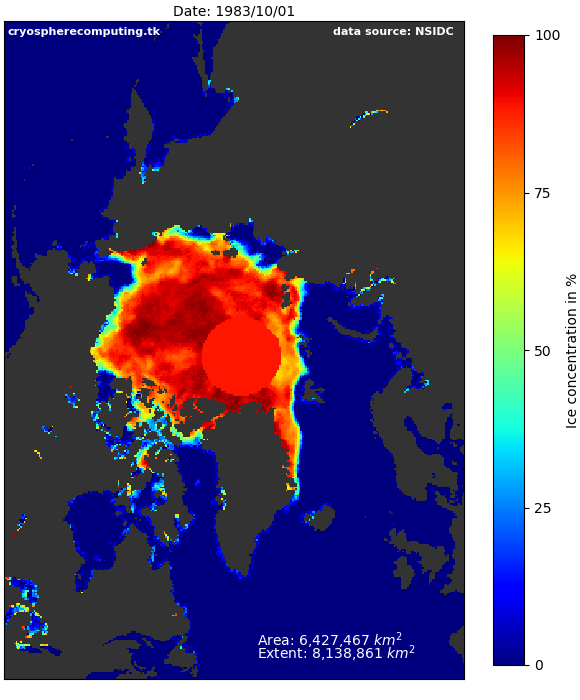 Date: 1983/10/01
cryospherecomputing.tk
data source: NSIDC
100
75
50
25
0
Ice concentration in %
Area: 6,427,467 km²
Extent: 8,138,861 km²